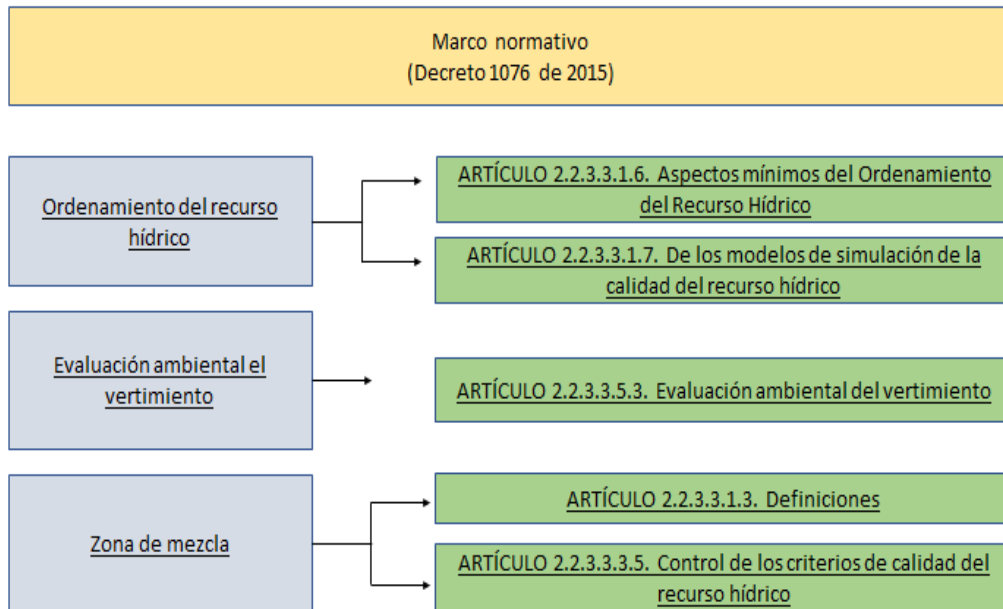 Marco normativo
(Decreto 1076 de 2015)
Ordenamiento del recurso
hídrico
ARTÍCULO 2.2.3.3.1.6. Aspectos mínimos del Ordenamiento
del Recurso Hídrico
ARTÍCULO 2.2.3.3.1.7. De los modelos de simulación de la
calidad del recurso hídrico
Evaluación ambiental el
vertimiento
ARTÍCULO 2.2.3.3.5.3. Evaluación ambiental del vertimiento
Zona de mezcla
ARTÍCULO 2.2.3.3.1.3. Definiciones
ARTÍCULO 2.2.3.3.3.5. Control de los criterios de calidad del
recurso hídrico